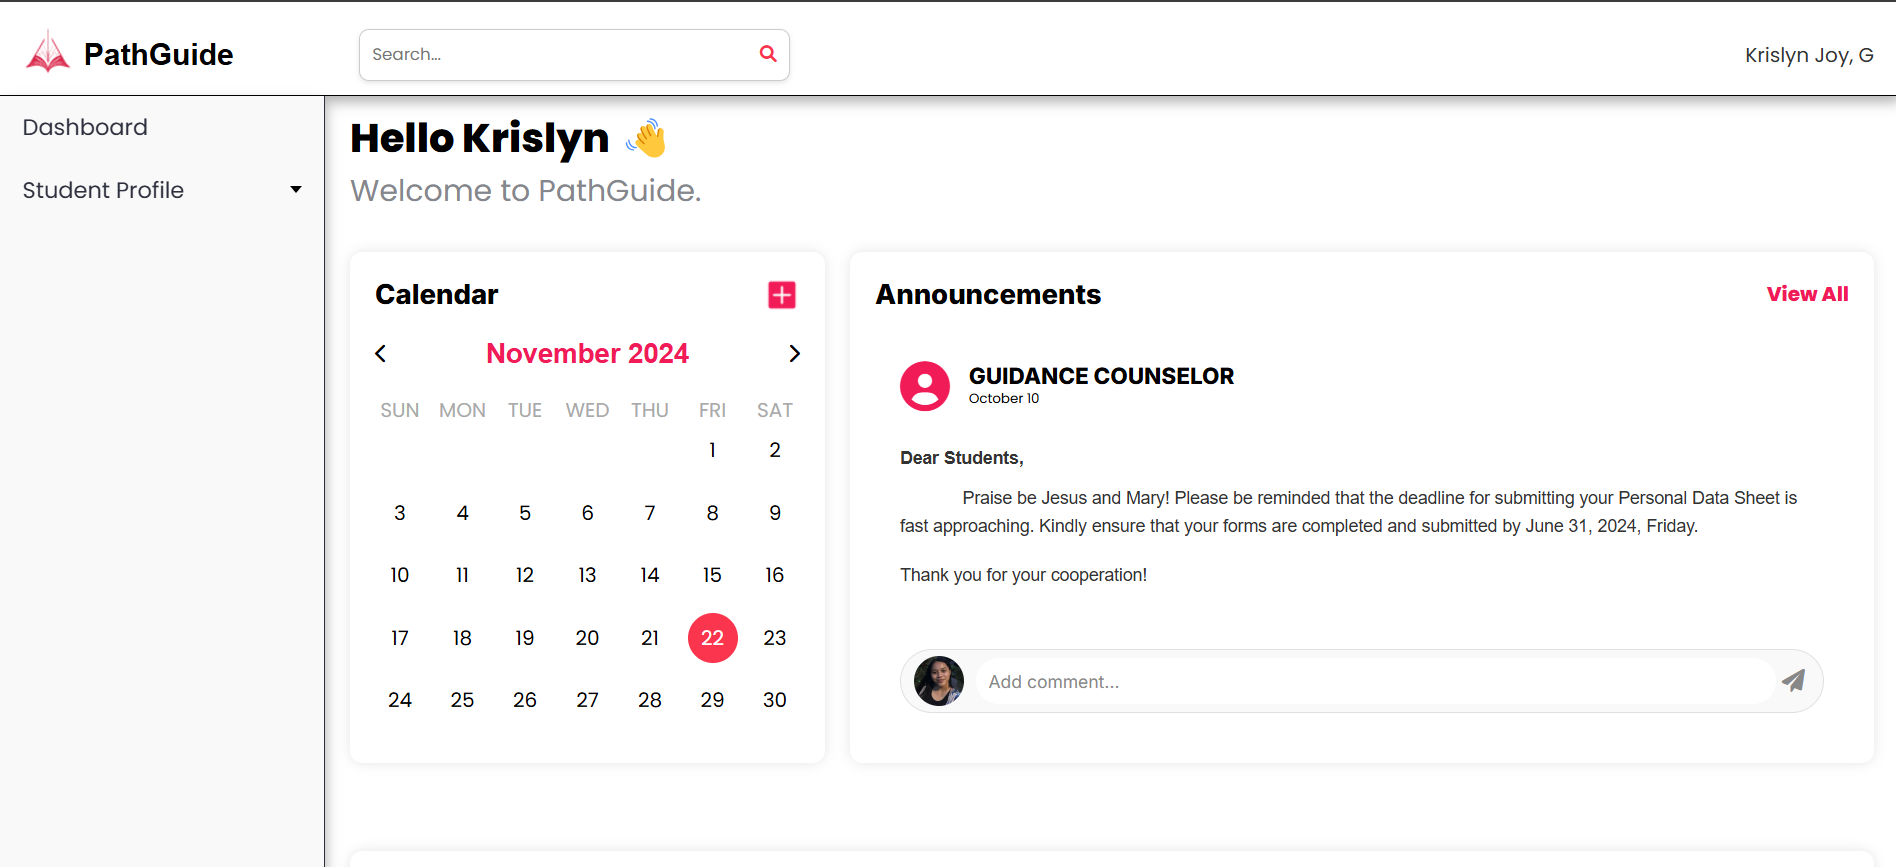 PathGuide
Search...
Krislyn Joy, G
Dashboard
Student Profile
Hello Krislyn 👋
Welcome to PathGuide.
Calendar
November 2024
SUN MON TUE WED THU FRI SAT
1 2
3 4 5 6 7 8 9
10 11 12 13 14 15 16
17 18 19 20 21 22 23
24 25 26 27 28 29 30
Announcements
View All
GUIDANCE COUNSELOR
October 10
Dear Students,
Praise be Jesus and Mary! Please be reminded that the deadline for submitting your Personal Data Sheet is
fast approaching. Kindly ensure that your forms are completed and submitted by June 31, 2024, Friday.
Thank you for your cooperation!
Add comment...